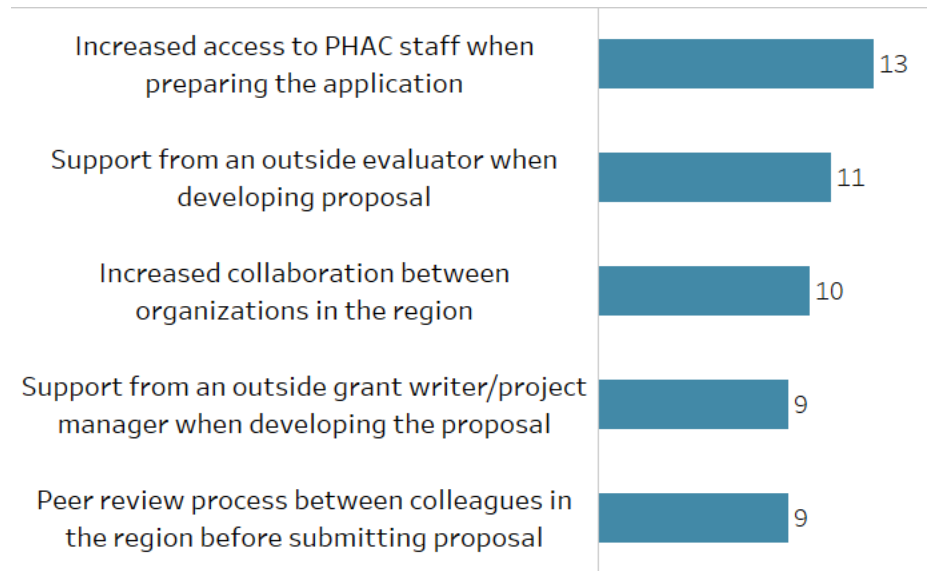 Increased access to PHAC staff when
preparing the application
13
Support from an outside evaluator when
developing proposal
11
Increased collaboration between
organizations in the region
10
Support from an outside grant writer/project
manager when developing the proposal
9
Peer review process between colleagues in
the region before submitting proposal
9